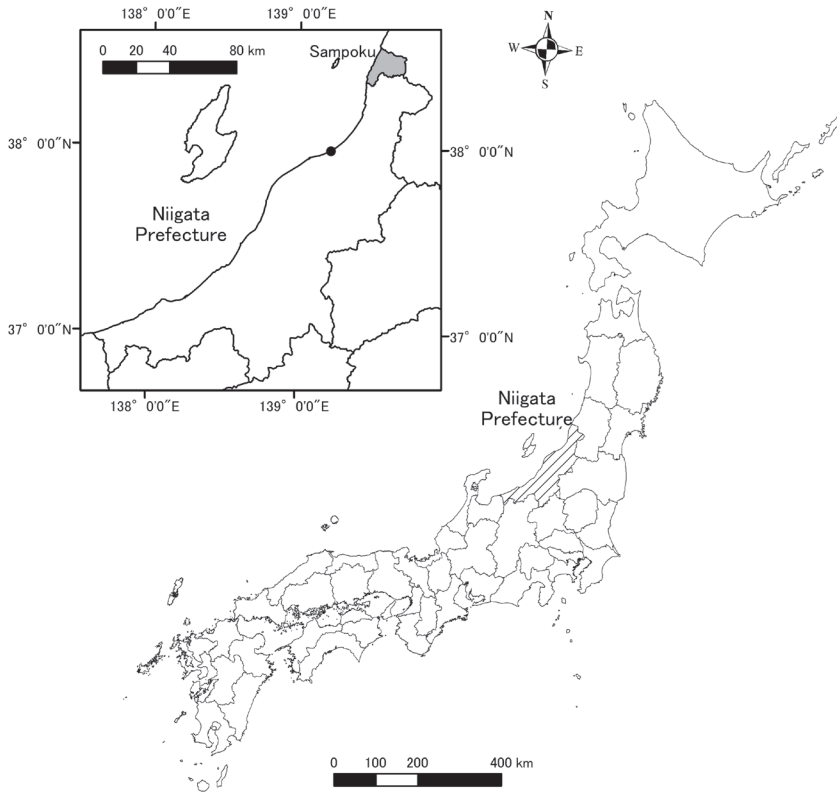 138° 0′0″E
139° 0′0″E
0 20 40 80 km
Sampoku
N
W
E
S
38° 0′0″N
38° 0′0″N
Niigata
Prefecture
37° 0′0″N
37° 0′0″N
138° 0′0″E
139° 0′0″E
Niigata
Prefecture
0 100 200 400 km